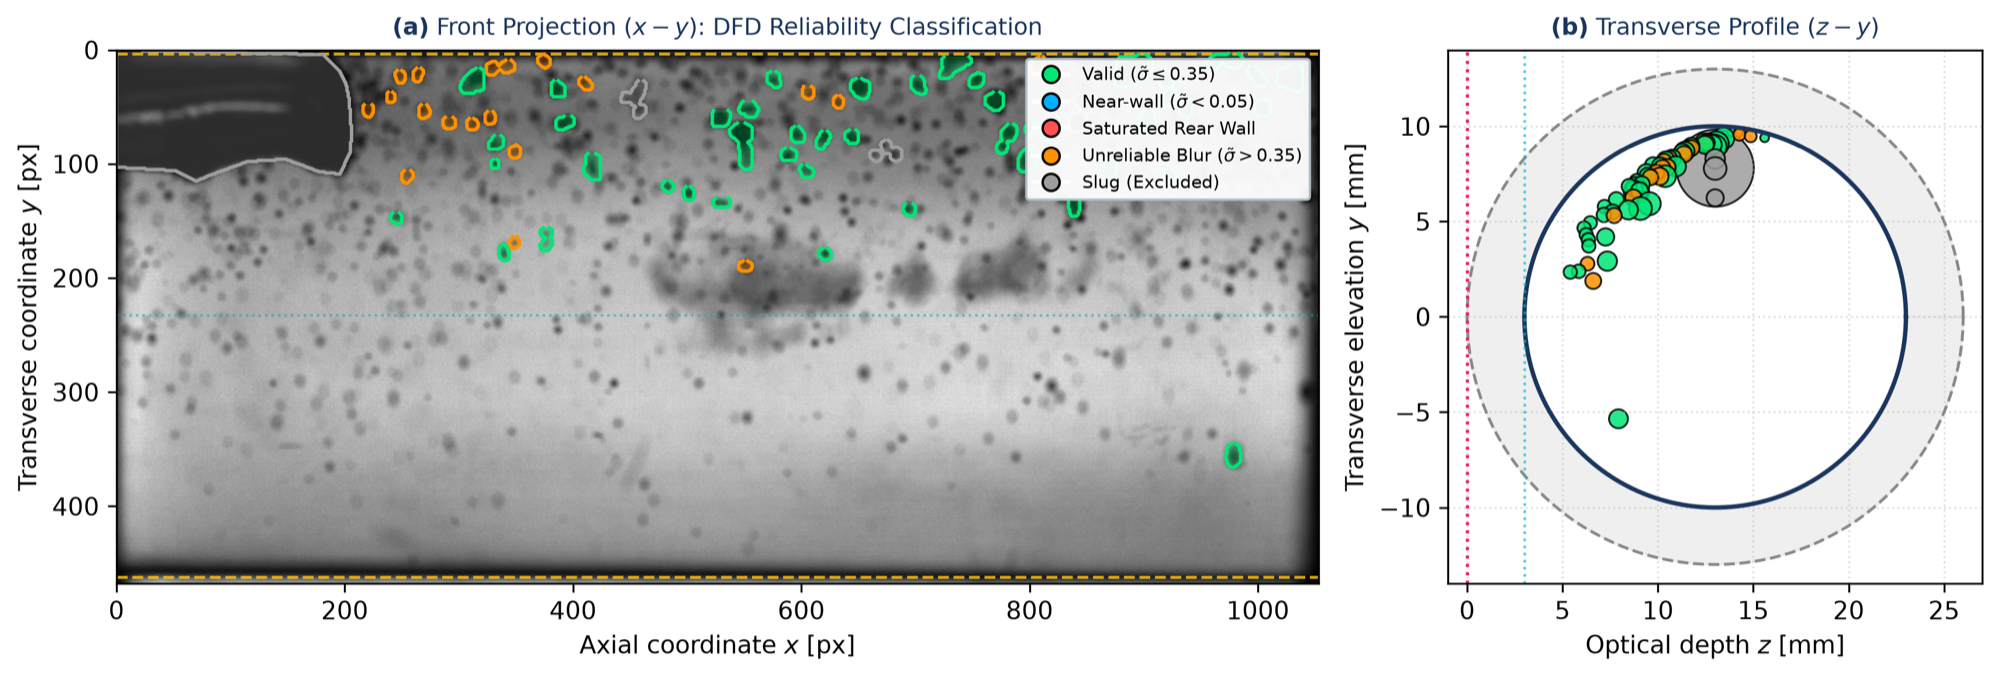 (a) Front Projection (x − y): DFD Reliability Classification
0
100
200
300
400
Transverse coordinate y [px]
0
200
400
600
800
1000
Axial coordinate x [px]
Valid (σ̃ ≤ 0.35)
Near-wall (σ̃ < 0.05)
Saturated Rear Wall
Unreliable Blur (σ̃ > 0.35)
Slug (Excluded)
(b) Transverse Profile (z − y)
10
5
0
−5
−10
Transverse elevation y [mm]
0
5
10
15
20
25
Optical depth z [mm]